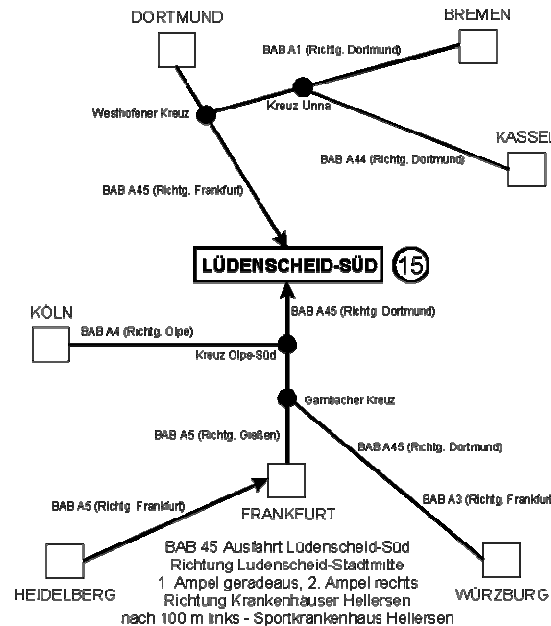 DORTMUND
BREMEN
BAB A1 (Richtg. Dortmund)
Westhofener Kreuz
Kreuz Unna
KASSEL
BAB A44 (Richtg. Dortmund)
BAB A45 (Richtg. Frankfurt)
LÜDENSCHEID-SÜD
15
KÖLN
BAB A45 (Richtg. Dortmund)
BAB A4 (Richtg. Olpe)
Kreuz Olpe-Süd
Gambacher Kreuz
BAB A5 (Richtg. Gießen)
BAB A45 (Richtg. Dortmund)
BAB A5 (Richtg. Frankfurt)
BAB A3 (Richtg. Frankfurt
FRANKFURT
HEIDELBERG
WÜRZBURG
BAB 45 Ausfahrt Lüdenscheid-Süd
Richtung Ludenscheid-Stadtmitte
1. Ampel geradeaus, 2. Ampel rechts
Richtung Krankenhäuser Hellersen
nach 100 m links - Sportkrankenhaus Hellersen